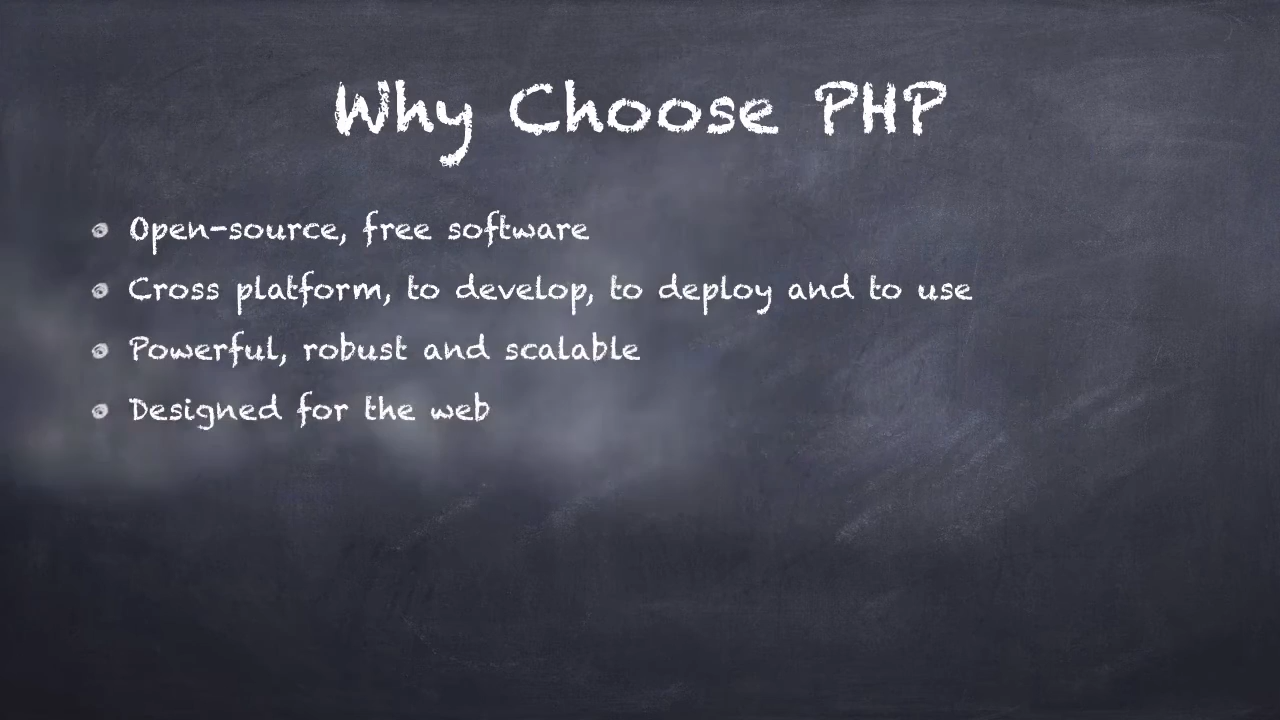 Why Choose PHP
Open-source, free software
Cross platform, to develop, to deploy and to use
Powerful, robust and scalable
Designed for the web